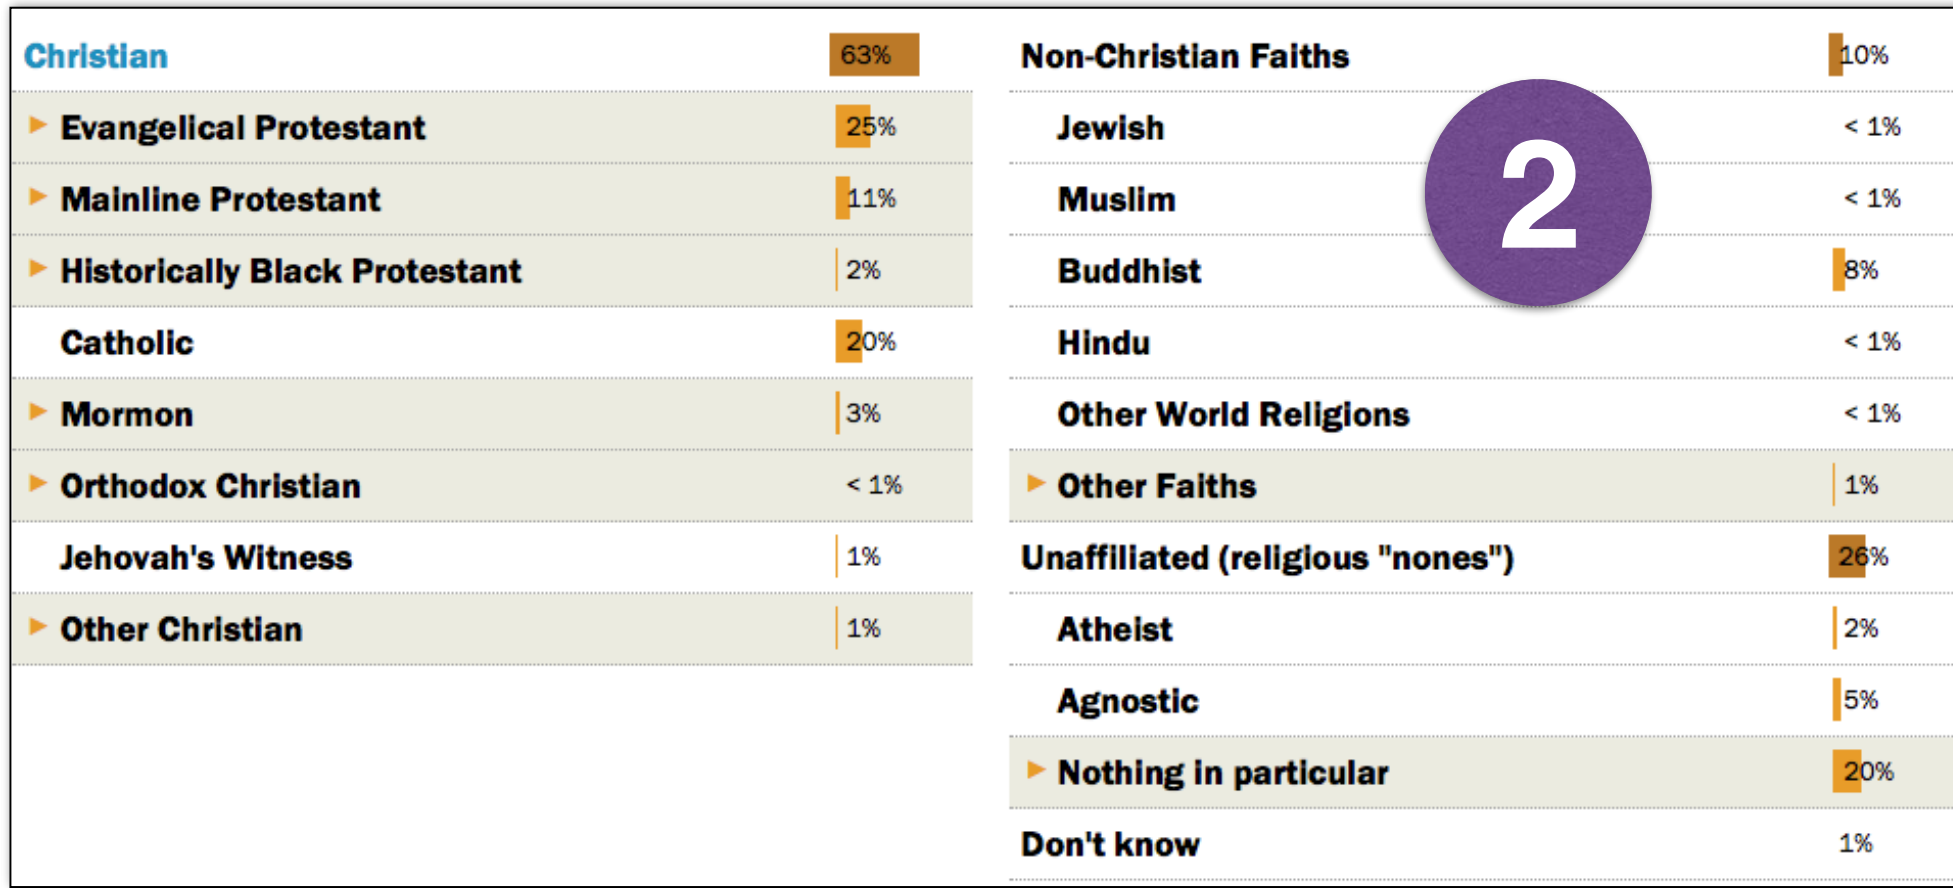 Christian 63%
Evangelical Protestant 25%
Mainline Protestant 11%
Historically Black Protestant 2%
Catholic 20%
Mormon 3%
Orthodox Christian < 1%
Jehovah's Witness 1%
Other Christian 1%
Non-Christian Faiths 10%
Jewish < 1%
Muslim < 1%
Buddhist 8%
Hindu < 1%
Other World Religions < 1%
Other Faiths 1%
Unaffiliated (religious "nones") 26%
Atheist 2%
Agnostic 5%
Nothing in particular 20%
Don't know 1%
2